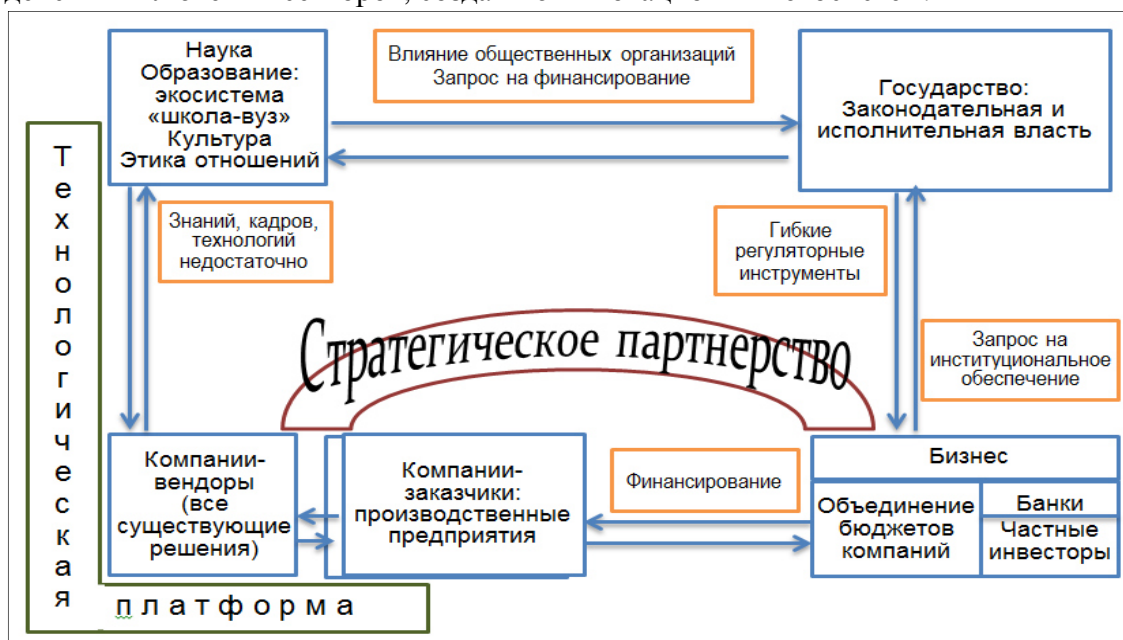 Наука
Образование:
экосистема
«школа-вуз»
Культура
Этика отношений
Влияние общественных организаций
Запрос на финансирование
Государство:
Законодательная и
исполнительная власть
Технологическая
Знаний, кадров,
технологий
недостаточно
Гибкие
регуляторные
инструменты
Стратегическое партнерство
Запрос на
институциональное
обеспечение
Компании-
вендоры
(все
существующие
решения)
Компании-
заказчики:
производственные
предприятия
Финансирование
Бизнес
Объединение
бюджетов
компаний
Банки
Частные
инвесторы
платформа